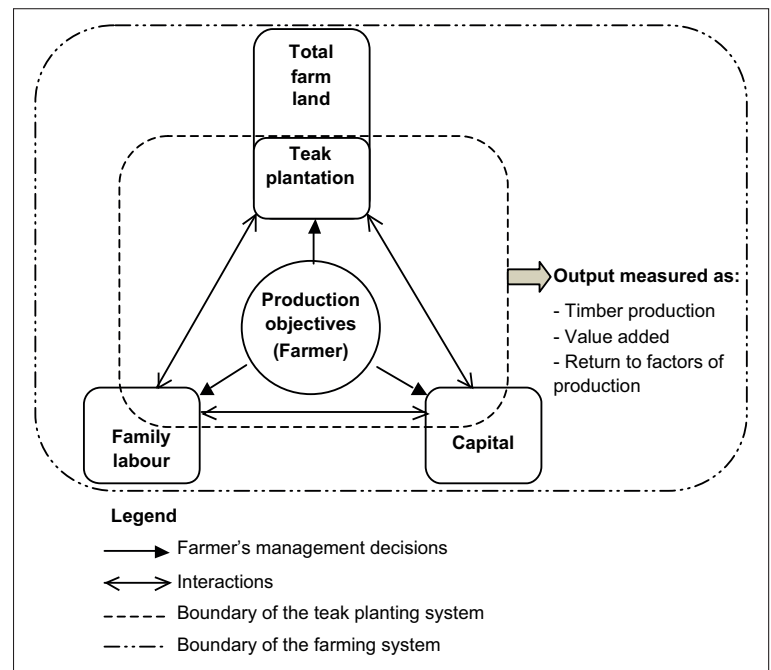 Total
farm
land
Teak
plantation
Production
objectives
(Farmer)
Output measured as:
- Timber production
- Value added
- Return to factors of
production
Family
labour
Capital
Legend
Farmer's management decisions
Interactions
Boundary of the teak planting system
Boundary of the farming system